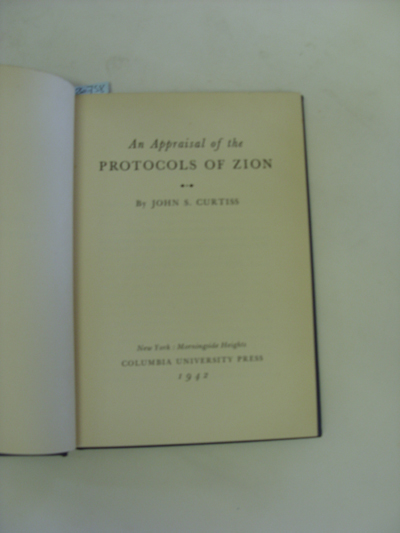 An Appraisal of the
PROTOCOLS OF ZION
By JOHN S. CURTISS
New York : Morningside Heights
COLUMBIA UNIVERSITY PRESS
1942